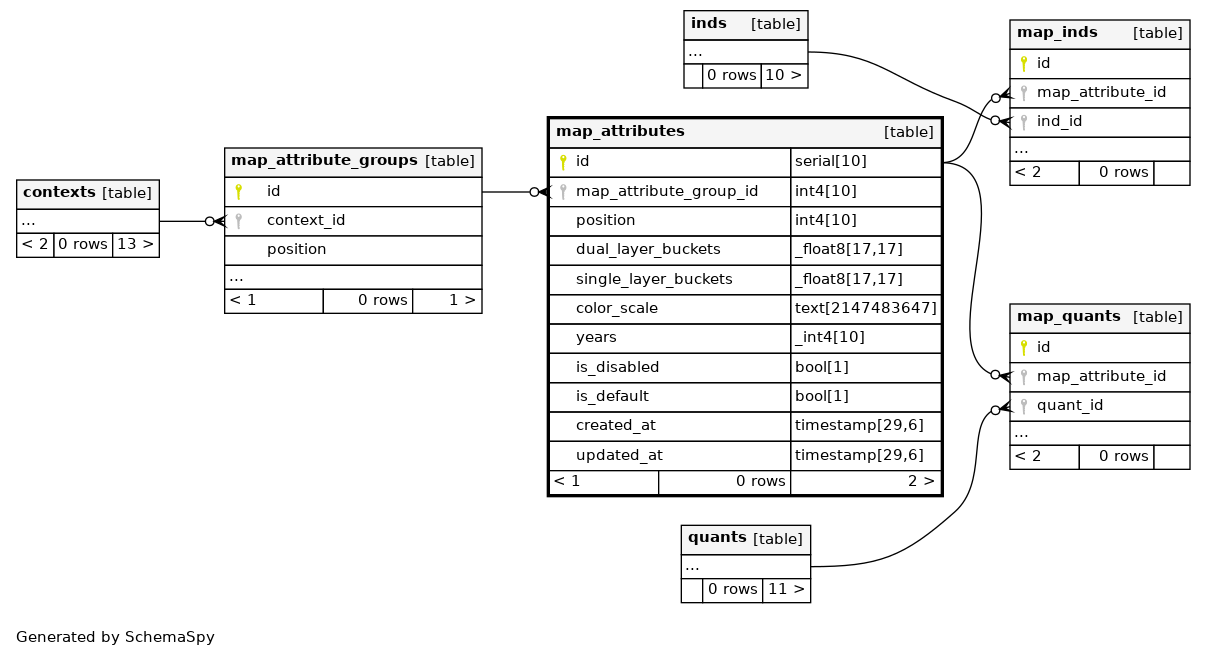 inds [table]
...
0 rows 10 >
map_inds [table]
id
map_attribute_id
ind_id
...
< 2 0 rows
map_attributes [table]
id serial[10]
map_attribute_group_id int4[10]
position int4[10]
dual_layer_buckets _float8[17,17]
single_layer_buckets _float8[17,17]
color_scale text[2147483647]
years _int4[10]
is_disabled bool[1]
is_default bool[1]
created_at timestamp[29,6]
updated_at timestamp[29,6]
< 1 0 rows 2 >
map_attribute_groups [table]
id
context_id
position
...
< 1 0 rows 1 >
contexts [table]
...
< 2 0 rows 13 >
map_quants [table]
id
map_attribute_id
quant_id
...
< 2 0 rows
quants [table]
...
0 rows 11 >
Generated by SchemaSpy